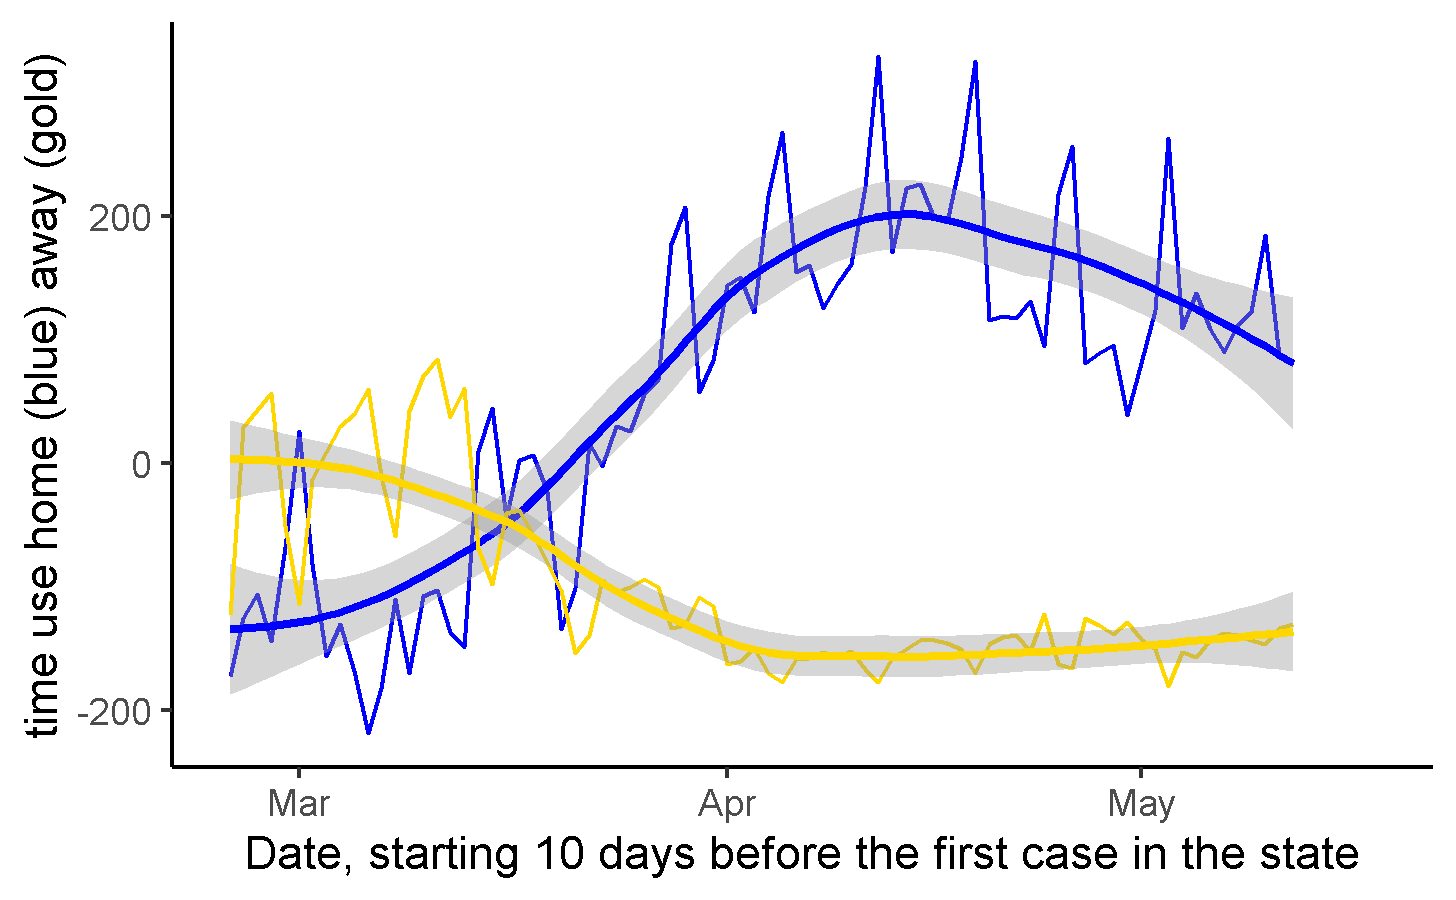 time use home (blue) away (gold)
200
0
-200
Mar
Apr
May
Date, starting 10 days before the first case in the state